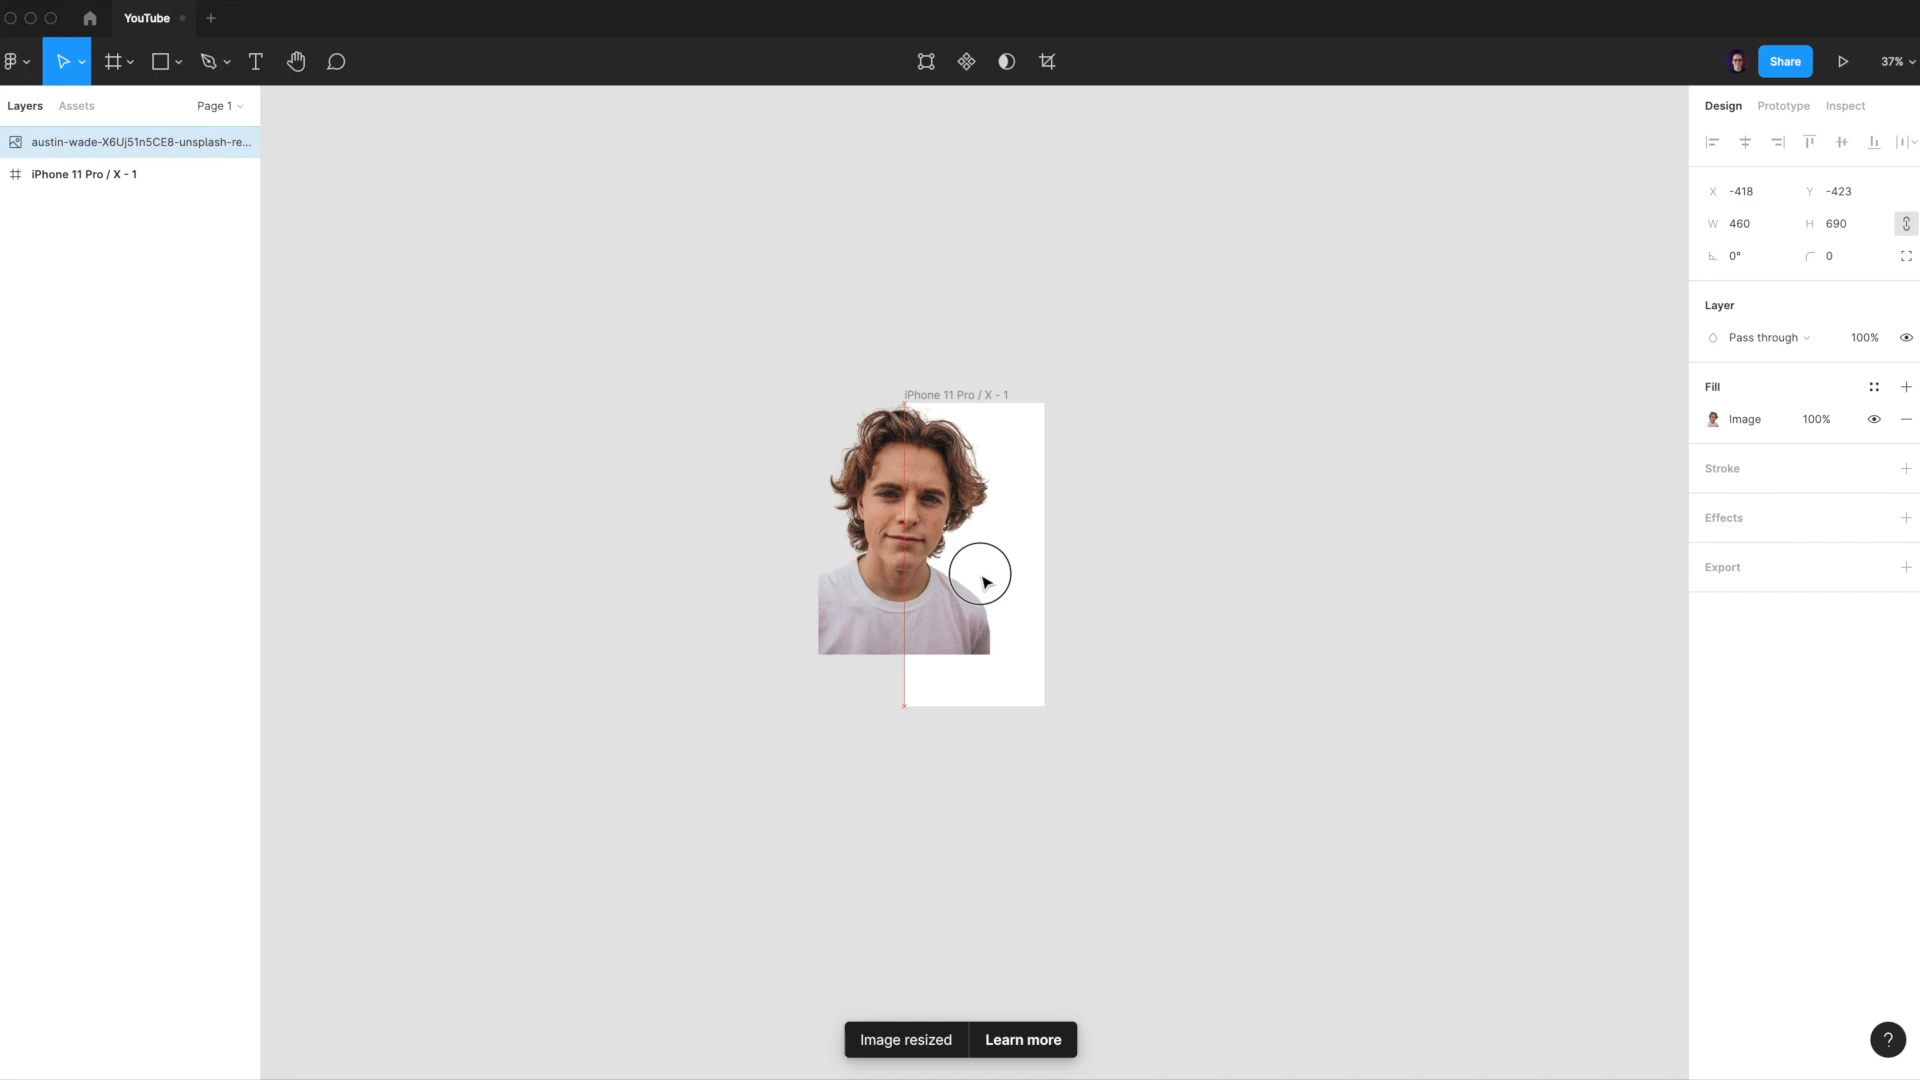 YouTube
Share
37%
Layers Assets Page 1
austin-wade-X6Uj51n5CE8-unsplash-re...
iPhone 11 Pro / X - 1
iPhone 11 Pro / X - 1
Image resized Learn more
Design Prototype Inspect
X -418 Y -423
W 460 H 690
0° 0
Layer
Pass through 100%
Fill
Image 100%
Stroke
Effects
Export
?